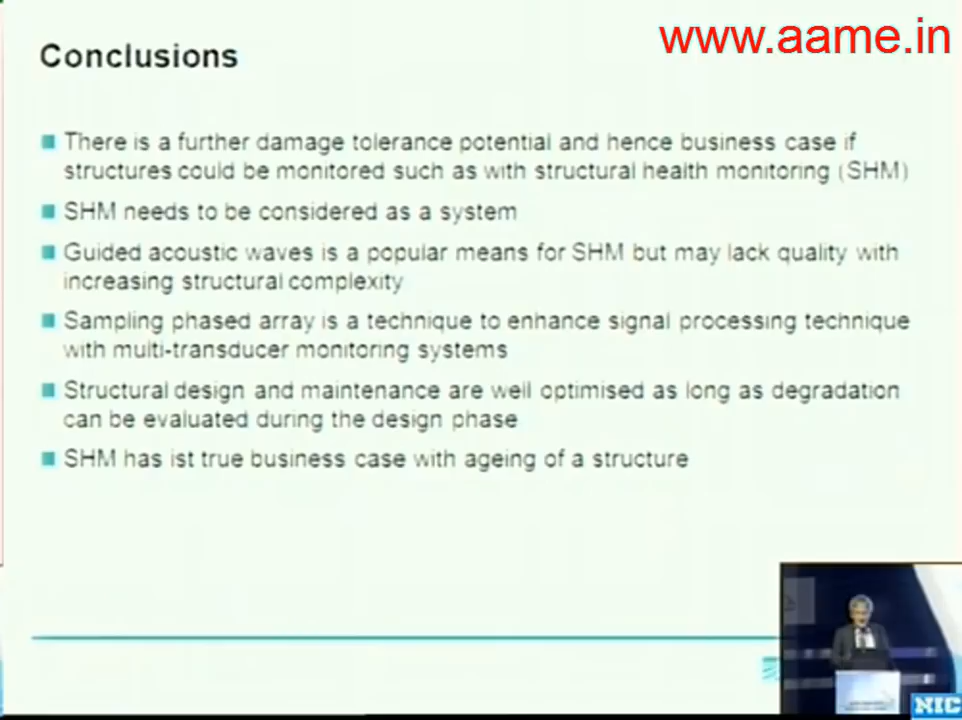 www.aame.in
Conclusions
There is a further damage tolerance potential and hence business case if
structures could be monitored such as with structural health monitoring (SHM)
SHM needs to be considered as a system
Guided acoustic waves is a popular means for SHM but may lack quality with
increasing structural complexity
Sampling phased array is a technique to enhance signal processing technique
with multi-transducer monitoring systems
Structural design and maintenance are well optimised as long as degradation
can be evaluated during the design phase
SHM has ist true business case with ageing of a structure
NIC